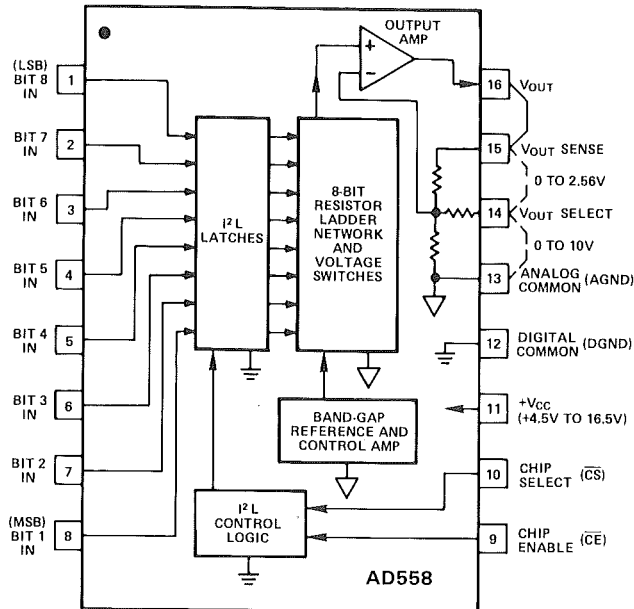 OUTPUT
AMP
+
−
(LSB)
BIT 8
IN
1
BIT 7
IN
2
BIT 6
IN
3
BIT 5
IN
4
BIT 4
IN
5
BIT 3
IN
6
BIT 2
IN
7
(MSB)
BIT 1
IN
8
I²L
LATCHES
8-BIT
RESISTOR
LADDER
NETWORK
AND
VOLTAGE
SWITCHES
BAND-GAP
REFERENCE AND
CONTROL AMP
I²L
CONTROL
LOGIC
16
VOUT
15
VOUT SENSE
0 TO 2.56V
14
VOUT SELECT
0 TO 10V
13
ANALOG
COMMON (AGND)
12
DIGITAL
COMMON (DGND)
11
+VCC
(+4.5V TO 16.5V)
10
CHIP
SELECT (C̅S̅)
9
CHIP
ENABLE (C̅E̅)
AD558